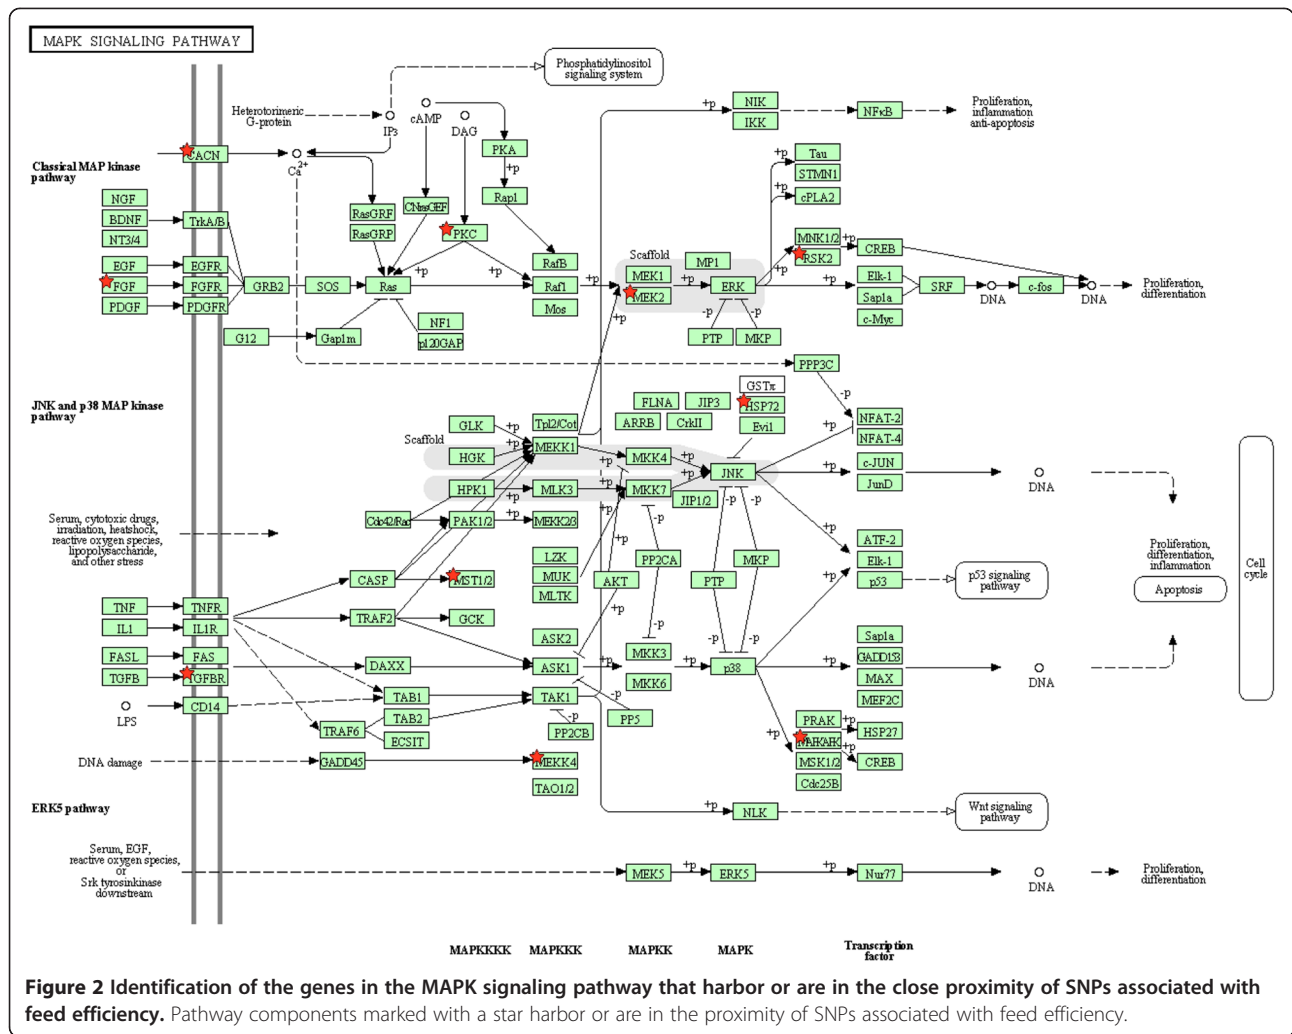 MAPK SIGNALING PATHWAY
Phosphatidylinositol
signaling system
Heterotorimeric
G-protein
IP3
cAMP
DAG
+p
NIK
IKK
NFκB
Proliferation,
inflammation
anti-apoptosis
CACN
Ca2+
PKA
+p
Rap1
Classical MAP kinase
pathway
+p
Tau
STMN1
+p
cPLA2
NGF
BDNF
NT3/4
TrkA/B
RasGRF
RasGRP
CNrasGEF
PKC
EGF
EGFR
FGF
FGFR
PDGF
PDGFR
GRB2
SOS
Ras
+p
+p
RafB
Raf1
Mos
+p
Scaffold
MEK1
MEK2
MP1
+p
ERK
+p
+p
+p
MNK1/2
RSK2
+p
CREB
Elk-1
Sap1a
c-Myc
SRF
DNA
c-fos
DNA
Proliferation,
differentiation
G12
Gap1m
NF1
p120GAP
+p
-p
-p
PTP
MKP
PPP3C
-p
JNK and p38 MAP kinase
pathway
GSTπ
HSP72
Evi1
FLNA
JIP3
ARRB
CrkII
NFAT-2
NFAT-4
Scaffold
GLK
+p
Tpl2/Cot
HGK
+p
MEKK1
+p
MKK4
+p
JNK
+p
c-JUN
JunD
DNA
HPK1
+p
MLK3
+p
MKK7
+p
JIP1/2
Cdc42/Rac
PAK1/2
+p
MEKK2/3
Serum, cytotoxic drugs,
irradiation, heatshock,
reactive oxygen species,
lipopolysaccharide,
and other stress
-p
+p
-p
-p
+p
LZK
MUK
MLTK
PP2CA
AKT
PTP
MKP
ATF-2
Elk-1
p53
p53 signaling
pathway
Proliferation,
differentiation,
inflammation
Apoptosis
Cell
cycle
CASP
MST1/2
TNF
TNFR
IL1
IL1R
TRAF2
GCK
+p
-p
-p
-p
+p
FASL
FAS
TGFB
TGFBR
DAXX
ASK2
ASK1
+p
MKK3
MKK6
+p
p38
+p
Sap1a
GADD153
MAX
MEF2C
DNA
LPS
CD14
TAB1
TAB2
ECSIT
TRAF6
TAK1
-p
-p
PP2CB
PP5
+p
PRAK
+p
HSP27
MAPKAPK
+p
MSK1/2
CREB
Cdc25B
DNA damage
GADD45
MEKK4
TAO1/2
ERK5 pathway
+p
NLK
Wnt signaling
pathway
Serum, EGF,
reactive oxygen species,
or
Srk tyrosinkinase
downstream
MEK5
+p
ERK5
+p
Nur77
DNA
Proliferation,
differentiation
MAPKKKK
MAPKKK
MAPKK
MAPK
Transcription
factor
Figure 2 Identification of the genes in the MAPK signaling pathway that harbor or are in the close proximity of SNPs associated with
feed efficiency. Pathway components marked with a star harbor or are in the proximity of SNPs associated with feed efficiency.